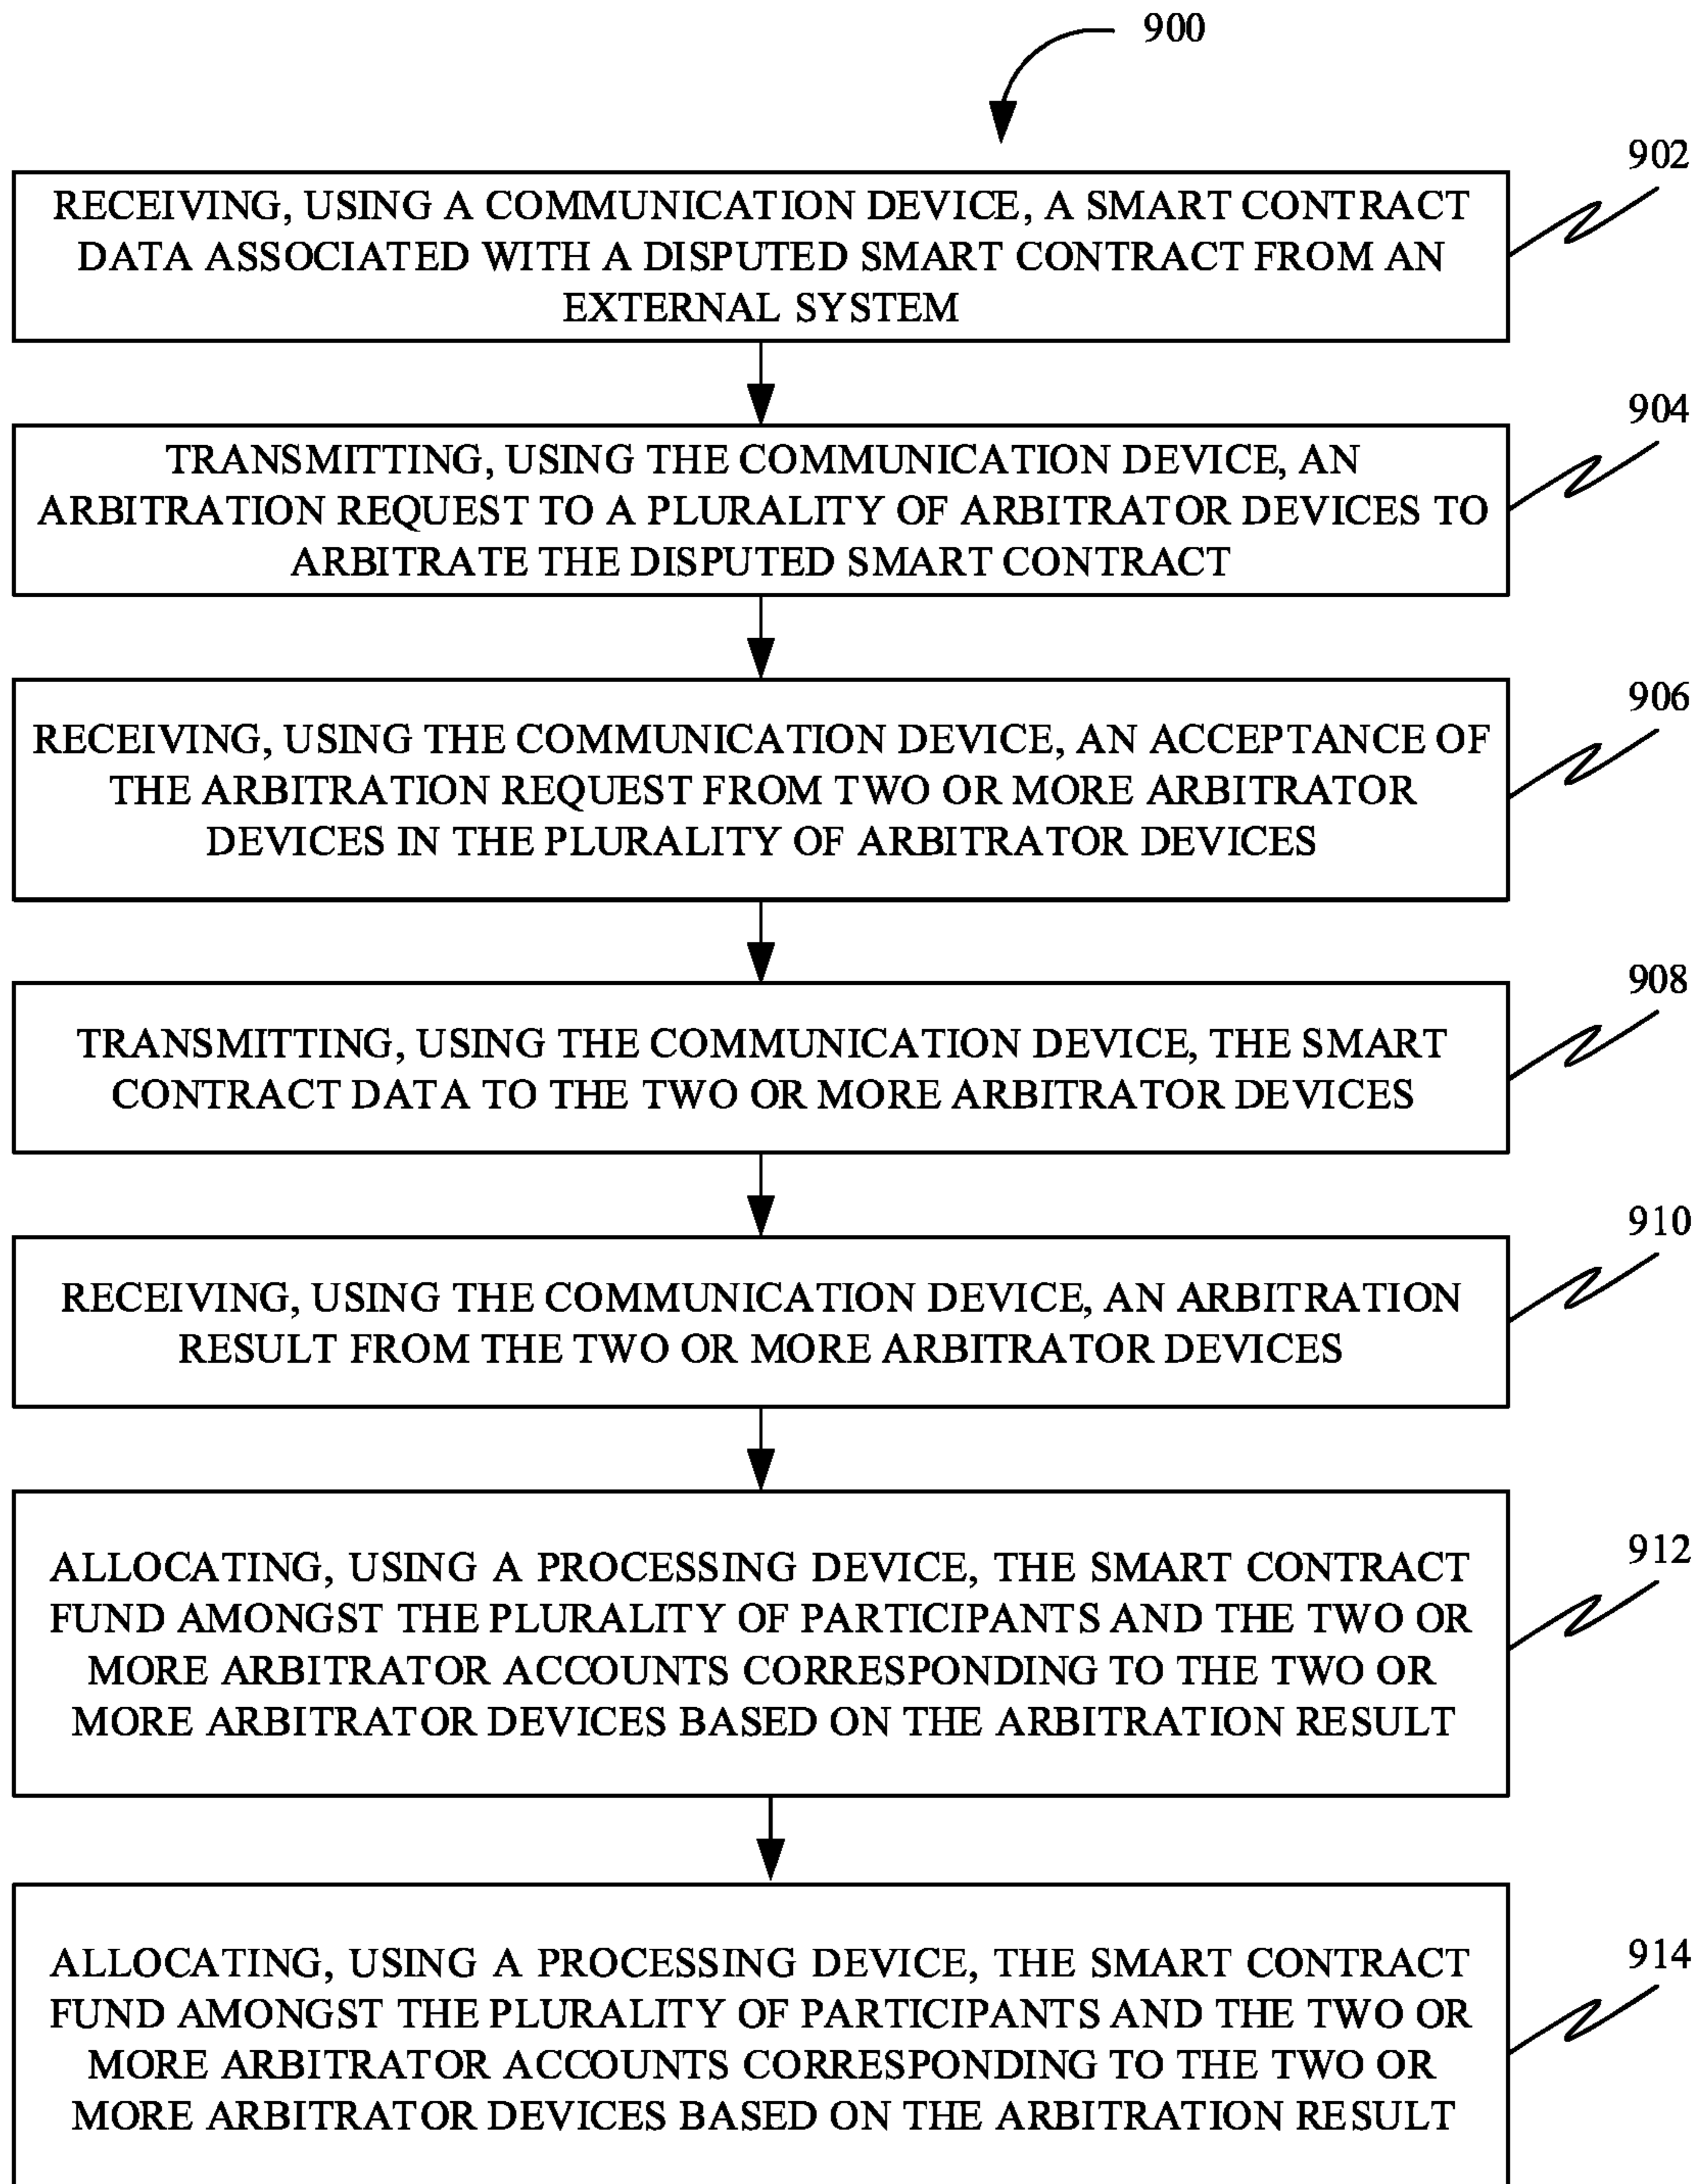 900
902
RECEIVING, USING A COMMUNICATION DEVICE, A SMART CONTRACT
DATA ASSOCIATED WITH A DISPUTED SMART CONTRACT FROM AN
EXTERNAL SYSTEM
904
TRANSMITTING, USING THE COMMUNICATION DEVICE, AN
ARBITRATION REQUEST TO A PLURALITY OF ARBITRATOR DEVICES TO
ARBITRATE THE DISPUTED SMART CONTRACT
906
RECEIVING, USING THE COMMUNICATION DEVICE, AN ACCEPTANCE OF
THE ARBITRATION REQUEST FROM TWO OR MORE ARBITRATOR
DEVICES IN THE PLURALITY OF ARBITRATOR DEVICES
908
TRANSMITTING, USING THE COMMUNICATION DEVICE, THE SMART
CONTRACT DATA TO THE TWO OR MORE ARBITRATOR DEVICES
910
RECEIVING, USING THE COMMUNICATION DEVICE, AN ARBITRATION
RESULT FROM THE TWO OR MORE ARBITRATOR DEVICES
912
ALLOCATING, USING A PROCESSING DEVICE, THE SMART CONTRACT
FUND AMONGST THE PLURALITY OF PARTICIPANTS AND THE TWO OR
MORE ARBITRATOR ACCOUNTS CORRESPONDING TO THE TWO OR
MORE ARBITRATOR DEVICES BASED ON THE ARBITRATION RESULT
914
ALLOCATING, USING A PROCESSING DEVICE, THE SMART CONTRACT
FUND AMONGST THE PLURALITY OF PARTICIPANTS AND THE TWO OR
MORE ARBITRATOR ACCOUNTS CORRESPONDING TO THE TWO OR
MORE ARBITRATOR DEVICES BASED ON THE ARBITRATION RESULT